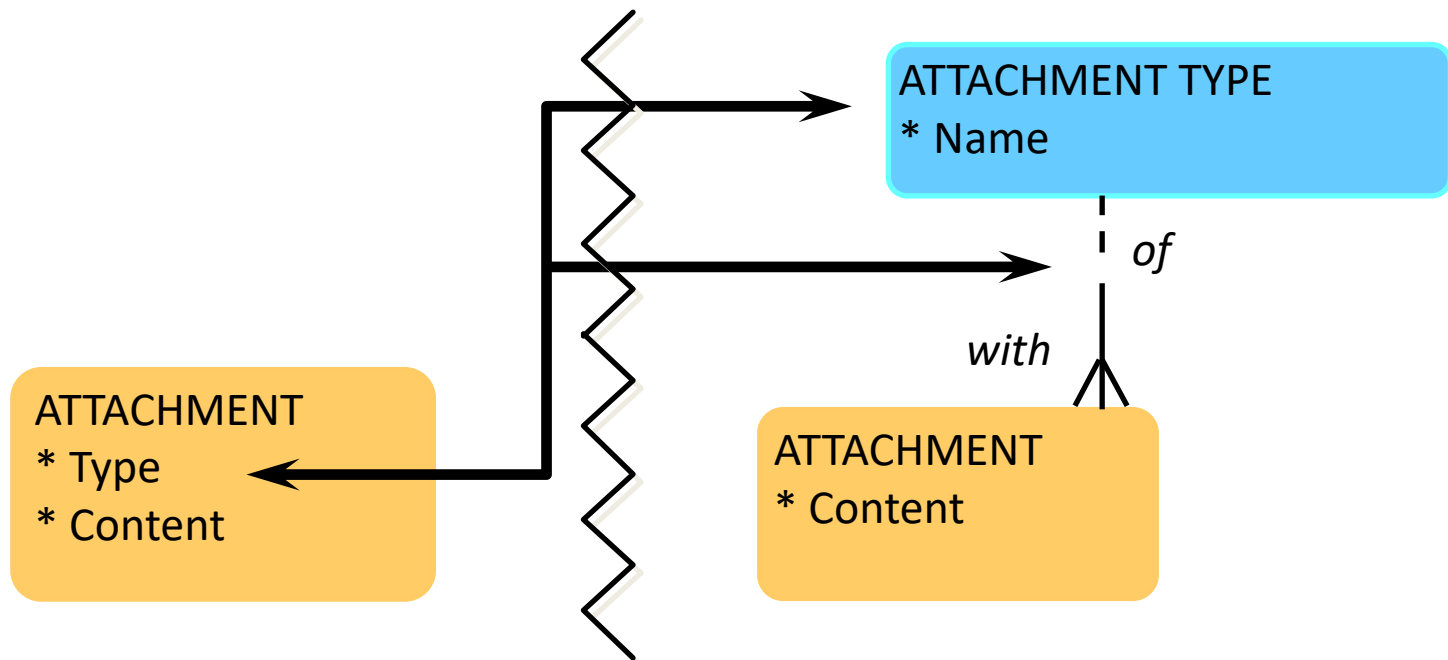 ATTACHMENT TYPE
* Name
of
with
ATTACHMENT
* Type
* Content
ATTACHMENT
* Content